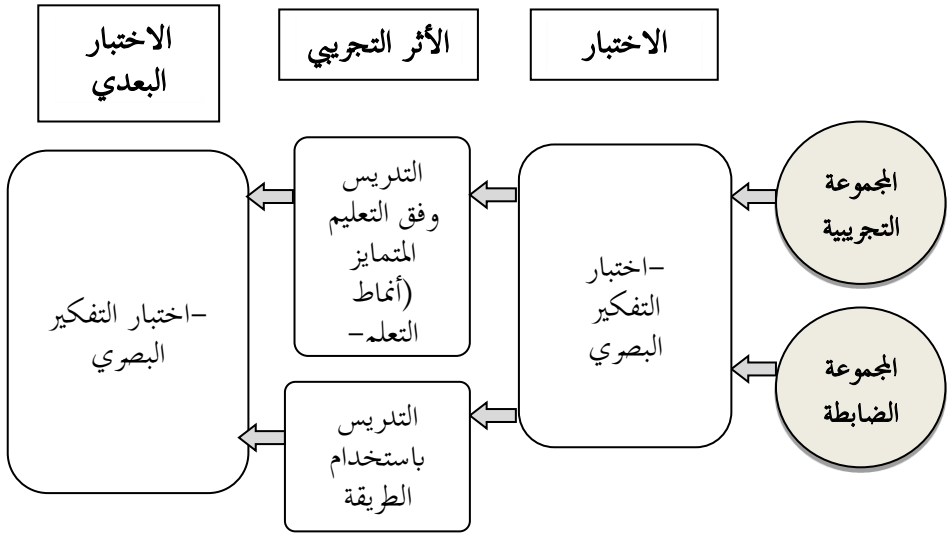 الاختبار
الأثر التجريبي
الاختبار
البعدي
المجموعة
التجريبية
المجموعة
الضابطة
-اختبار
التفكير
البصري
التدريس
وفق التعليم
المتمايز
(أنماط
التعلم-
التدريس
باستخدام
الطريقة
-اختبار التفكير
البصري